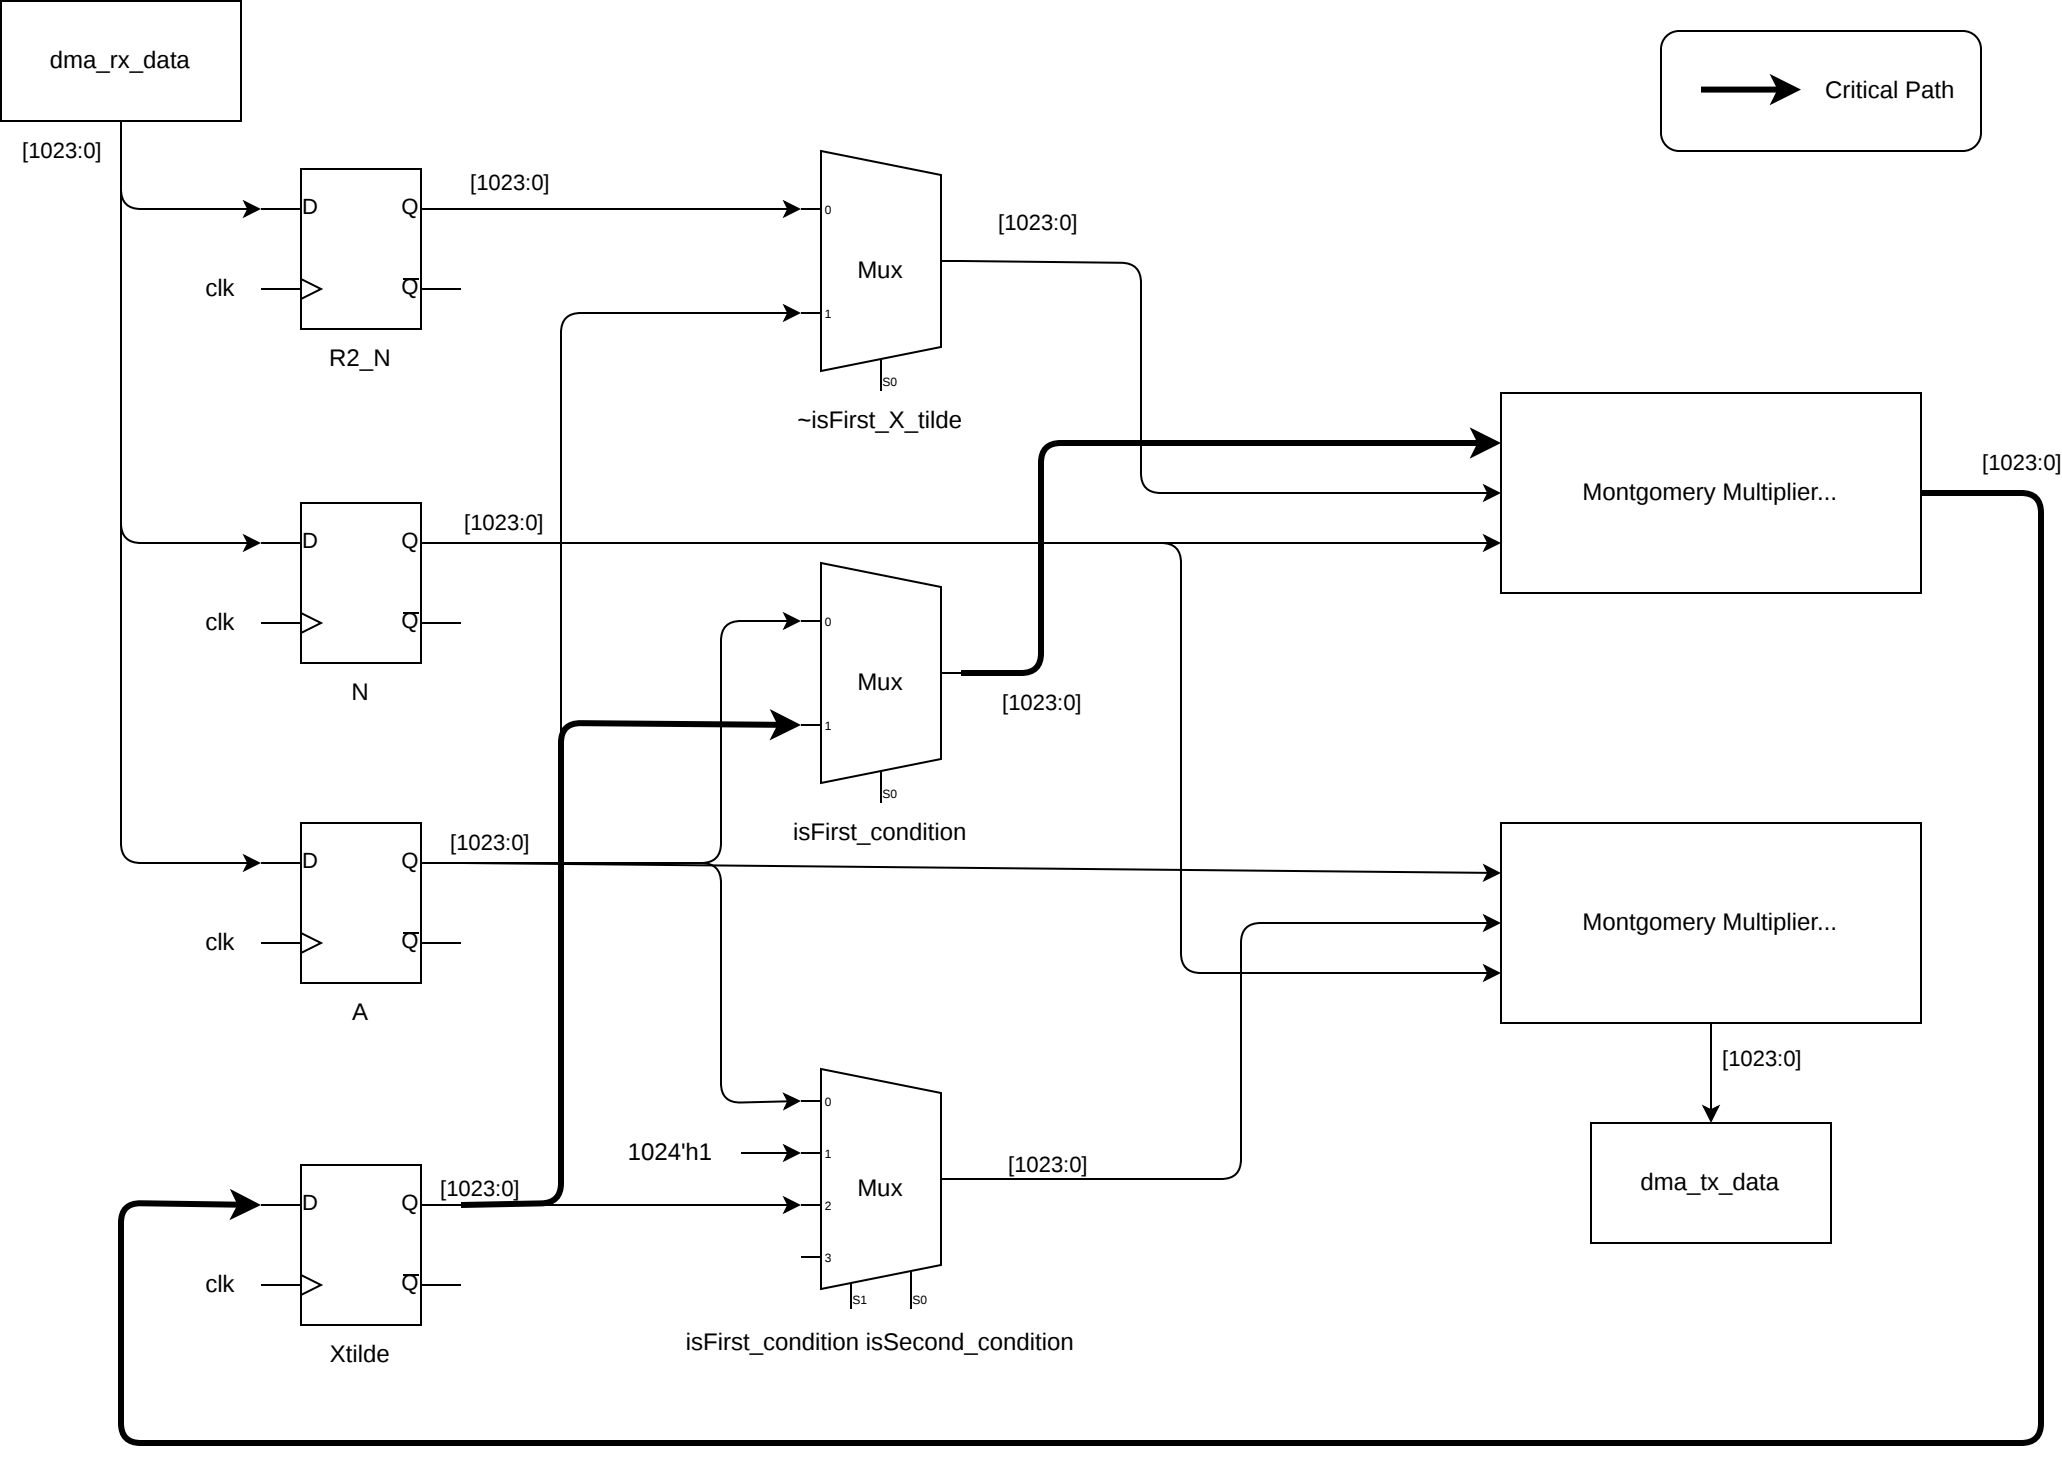 dma_rx_data
Critical Path
[1023:0]
D
Q
[1023:0]
clk
Q
R2_N
0
Mux
1
S0
~isFirst_X_tilde
[1023:0]
D
Q
[1023:0]
clk
Q
N
0
Mux
1
S0
isFirst_condition
[1023:0]
Montgomery Multiplier...
[1023:0]
D
Q
[1023:0]
clk
Q
A
Montgomery Multiplier...
[1023:0]
dma_tx_data
D
Q
[1023:0]
clk
Q
Xtilde
1024'h1
0
1
Mux
2
3
S1
S0
isFirst_condition isSecond_condition
[1023:0]